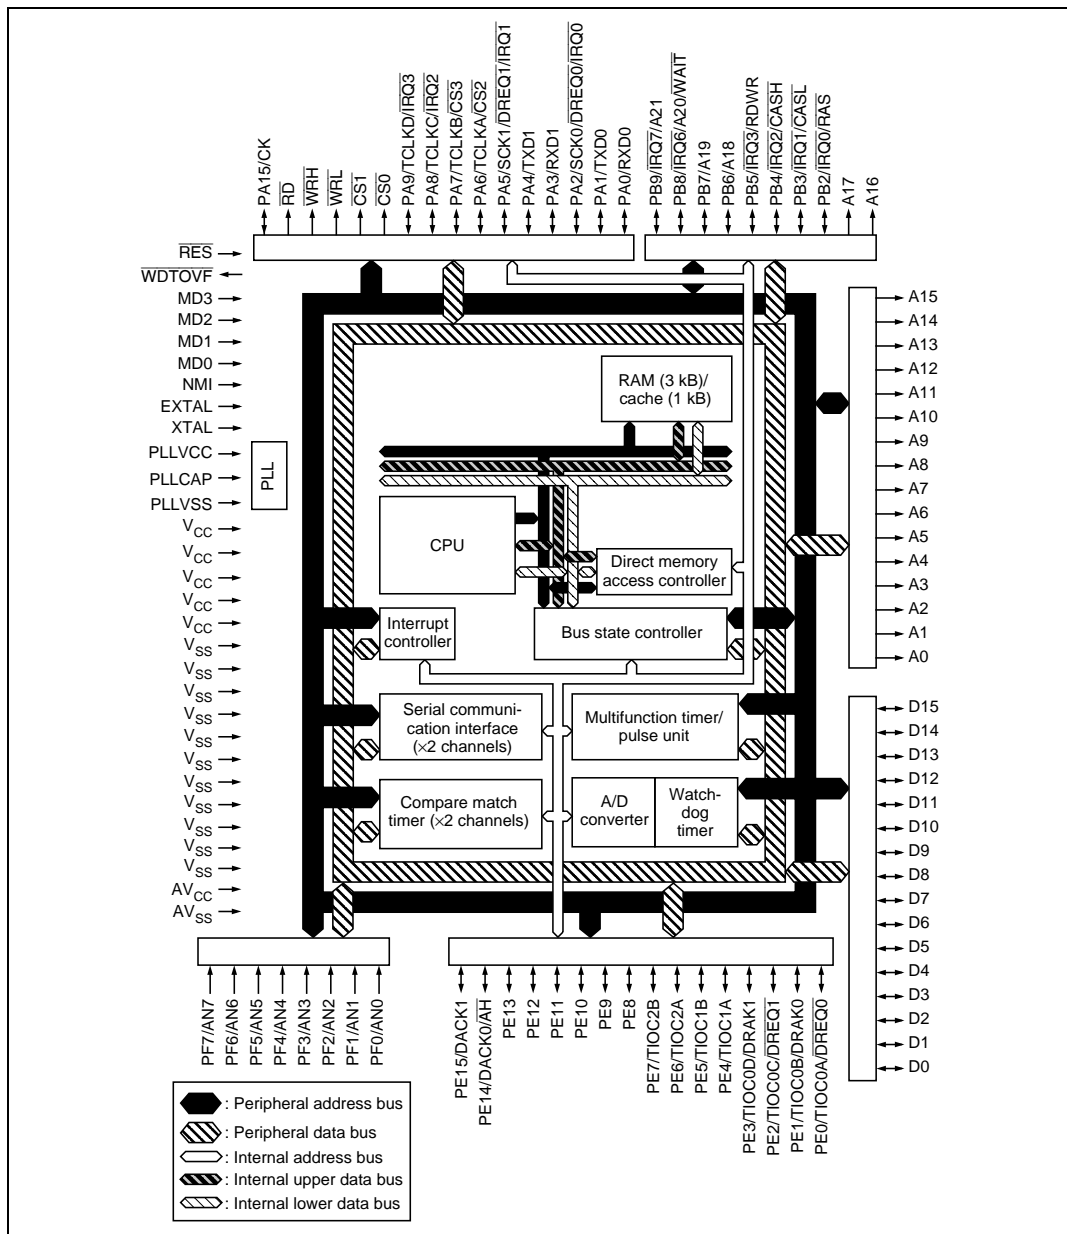 PA15/CK
RD
WRH
WRL
CS1
CS0
PA9/TCLKD/IRQ3
PA8/TCLKC/IRQ2
PA7/TCLKB/CS3
PA6/TCLKA/CS2
PA5/SCK1/DREQ1/IRQ1
PA4/TXD1
PA3/RXD1
PA2/SCK0/DREQ0/IRQ0
PA1/TXD0
PA0/RXD0
PB9/IRQ7/A21
PB8/IRQ6/A20/WAIT
PB7/A19
PB6/A18
PB5/IRQ3/RDWR
PB4/IRQ2/CASH
PB3/IRQ1/CASL
PB2/IRQ0/RAS
A17
A16
RES
WDTOVF
MD3
MD2
MD1
MD0
NMI
EXTAL
XTAL
PLLVCC
PLLCAP
PLLVSS
PLL
VCC
VCC
VCC
VCC
VCC
VSS
VSS
VSS
VSS
VSS
VSS
VSS
VSS
VSS
VSS
VSS
AVCC
AVSS
RAM (3 kB)/
cache (1 kB)
CPU
Direct memory
access controller
Interrupt
controller
Bus state controller
Serial communi-
cation interface
(×2 channels)
Multifunction timer/
pulse unit
Compare match
timer (×2 channels)
A/D
converter
Watch-
dog
timer
A15
A14
A13
A12
A11
A10
A9
A8
A7
A6
A5
A4
A3
A2
A1
A0
D15
D14
D13
D12
D11
D10
D9
D8
D7
D6
D5
D4
D3
D2
D1
D0
PF7/AN7
PF6/AN6
PF5/AN5
PF4/AN4
PF3/AN3
PF2/AN2
PF1/AN1
PF0/AN0
PE15/DACK1
PE14/DACK0/AH
PE13
PE12
PE11
PE10
PE9
PE8
PE7/TIOC2B
PE6/TIOC2A
PE5/TIOC1B
PE4/TIOC1A
PE3/TIOC0D/DRAK1
PE2/TIOC0C/DREQ1
PE1/TIOC0B/DRAK0
PE0/TIOC0A/DREQ0
: Peripheral address bus
: Peripheral data bus
: Internal address bus
: Internal upper data bus
: Internal lower data bus